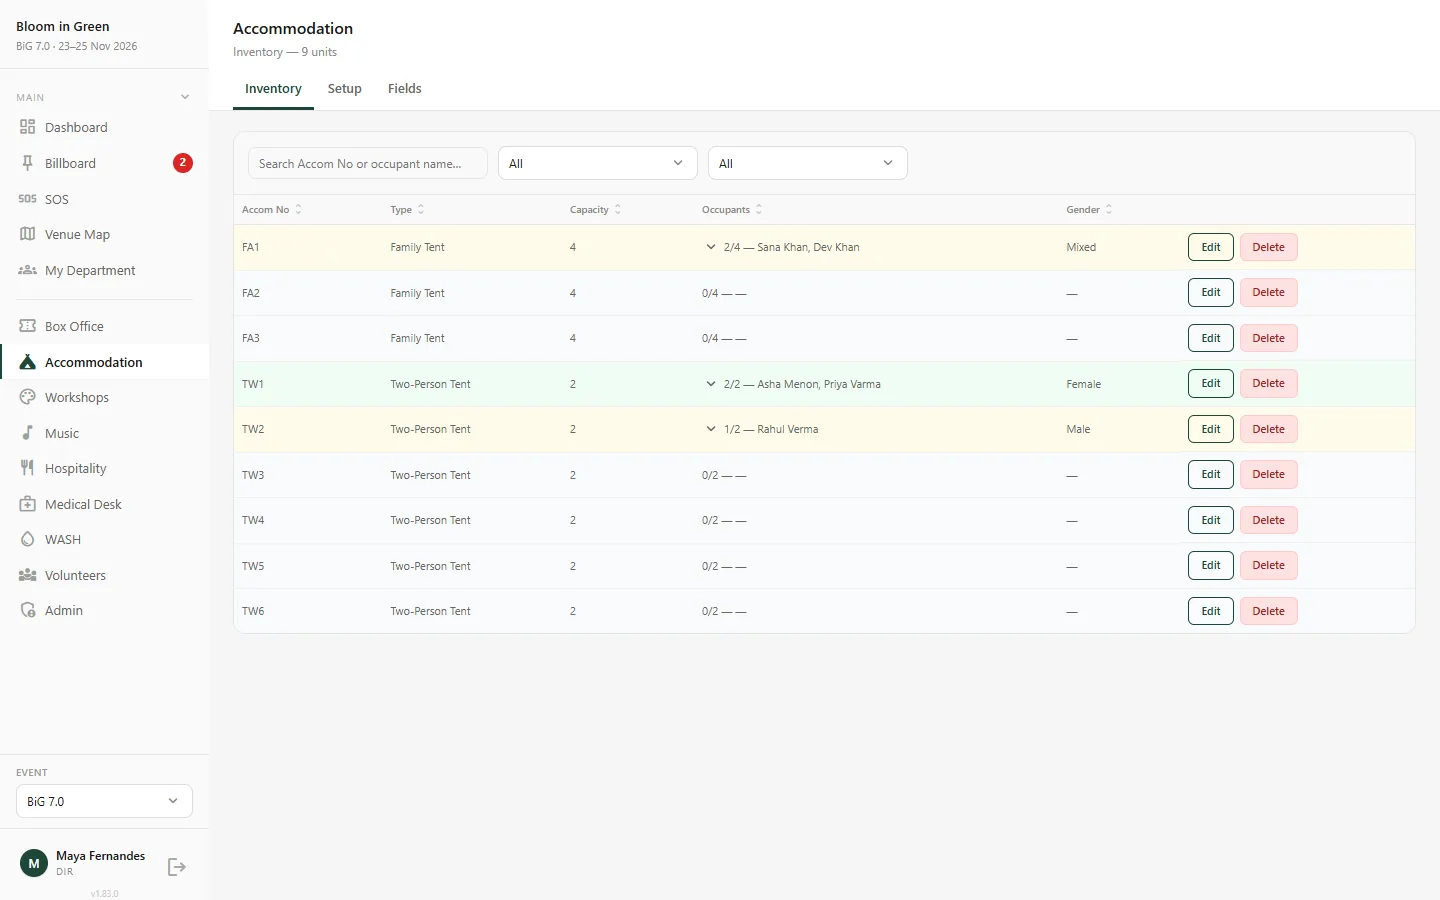 Bloom in Green
BiG 7.0 · 23–25 Nov 2026
MAIN
Dashboard
Billboard 2
SOS SOS
Venue Map
My Department
Box Office
Accommodation
Workshops
Music
Hospitality
Medical Desk
WASH
Volunteers
Admin
EVENT
BiG 7.0
M Maya Fernandes
DIR
v1.83.0
Accommodation
Inventory — 9 units
Inventory Setup Fields
Search Accom No or occupant name... All All
Accom No Type Capacity Occupants Gender
FA1 Family Tent 4 2/4 — Sana Khan, Dev Khan Mixed Edit Delete
FA2 Family Tent 4 0/4 — — — Edit Delete
FA3 Family Tent 4 0/4 — — — Edit Delete
TW1 Two-Person Tent 2 2/2 — Asha Menon, Priya Varma Female Edit Delete
TW2 Two-Person Tent 2 1/2 — Rahul Verma Male Edit Delete
TW3 Two-Person Tent 2 0/2 — — — Edit Delete
TW4 Two-Person Tent 2 0/2 — — — Edit Delete
TW5 Two-Person Tent 2 0/2 — — — Edit Delete
TW6 Two-Person Tent 2 0/2 — — — Edit Delete